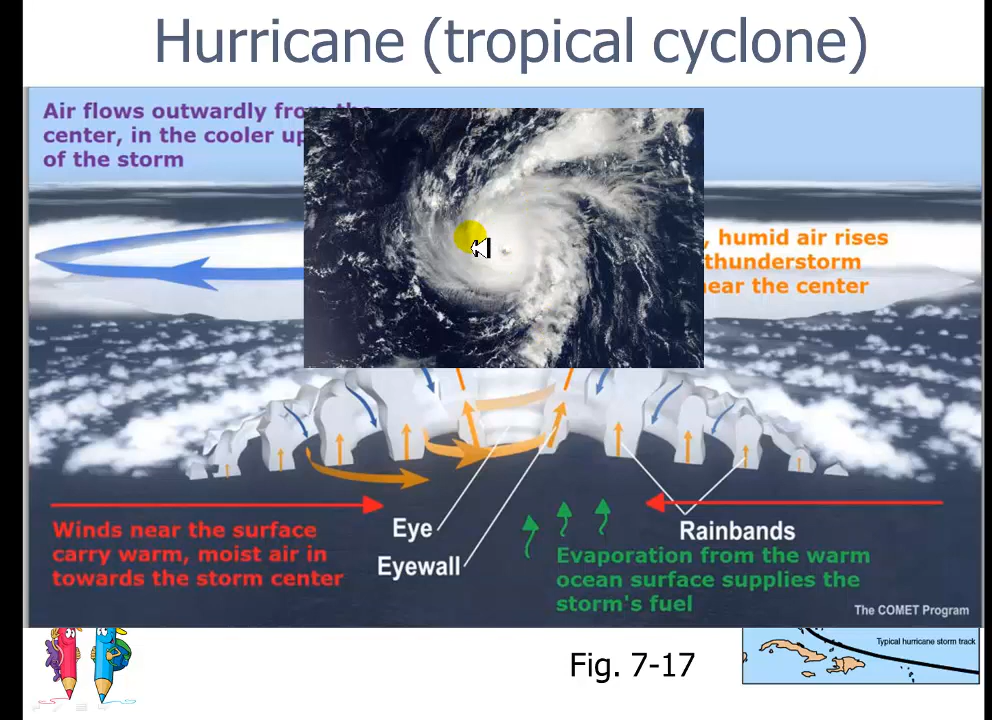 Hurricane (tropical cyclone)
Air flows outwardly from
center, in the cooler
of the storm
, humid air rises
thunderstorm
near the center
Eye
Eyewall
Rainbands
Winds near the surface
carry warm, moist air in
towards the storm center
Evaporation from the warm
ocean surface supplies the
storm's fuel
The COMET Program
Fig. 7-17
Typical hurricane storm track